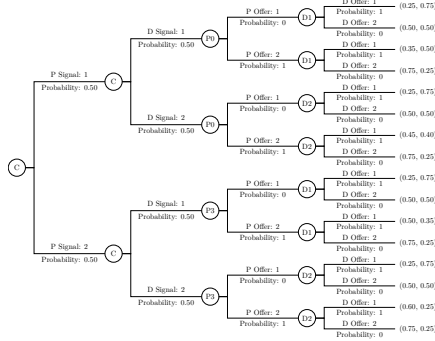 D Offer: 1
(0.25, 0.75)
Probability: 1
P Offer: 1
D1
Probability: 0
D Offer: 2
(0.50, 0.50)
Probability: 0
D Signal: 1
P0
Probability: 0.50
D Offer: 1
(0.35, 0.50)
Probability: 1
P Offer: 2
D1
Probability: 1
D Offer: 2
(0.75, 0.25)
Probability: 0
P Signal: 1
C
Probability: 0.50
D Offer: 1
(0.25, 0.75)
Probability: 1
P Offer: 1
D2
Probability: 0
D Offer: 2
(0.50, 0.50)
Probability: 0
D Signal: 2
P0
Probability: 0.50
D Offer: 1
(0.45, 0.40)
Probability: 1
P Offer: 2
D2
Probability: 1
D Offer: 2
(0.75, 0.25)
Probability: 0
C
D Offer: 1
(0.25, 0.75)
Probability: 1
P Offer: 1
D1
Probability: 0
D Offer: 2
(0.50, 0.50)
Probability: 0
D Signal: 1
P3
Probability: 0.50
D Offer: 1
(0.50, 0.35)
Probability: 1
P Offer: 2
D1
Probability: 1
D Offer: 2
(0.75, 0.25)
Probability: 0
P Signal: 2
C
Probability: 0.50
D Offer: 1
(0.25, 0.75)
Probability: 1
P Offer: 1
D2
Probability: 0
D Offer: 2
(0.50, 0.50)
Probability: 0
D Signal: 2
P3
Probability: 0.50
D Offer: 1
(0.60, 0.25)
Probability: 1
P Offer: 2
D2
Probability: 1
D Offer: 2
(0.75, 0.25)
Probability: 0